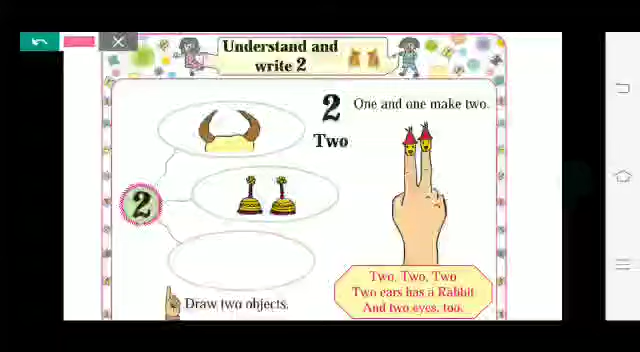 Understand and
write 2
2
One and one make two.
Two
2
Draw two objects.
Two, Two, Two
Two ears has a Rabbit
And two eyes, too.